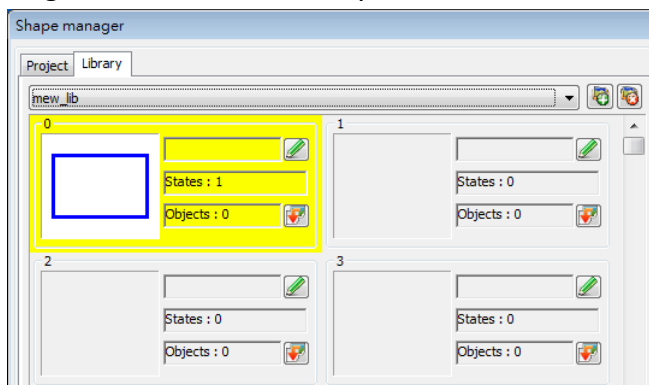 Shape manager
Project Library
mew_lib
0 1
States : 1 States : 0
Objects : 0 Objects : 0
2 3
States : 0 States : 0
Objects : 0 Objects : 0